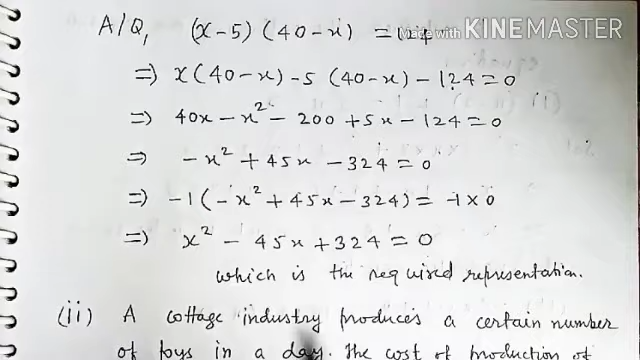 A/Q, (x-5) (40-x) = 124
Made with KINEMASTER
=) x(40-x) -5 (40-x) - 124 = 0
=) 40x - x² - 200 + 5x - 124 = 0
=) -x² + 45x - 324 = 0
=) -1(-x² + 45x - 324) = -1 x 0
=) x² - 45x + 324 = 0
which is the required representation.
(ii) A cottage industry produces a certain number
of toys in a day. The cost of production of